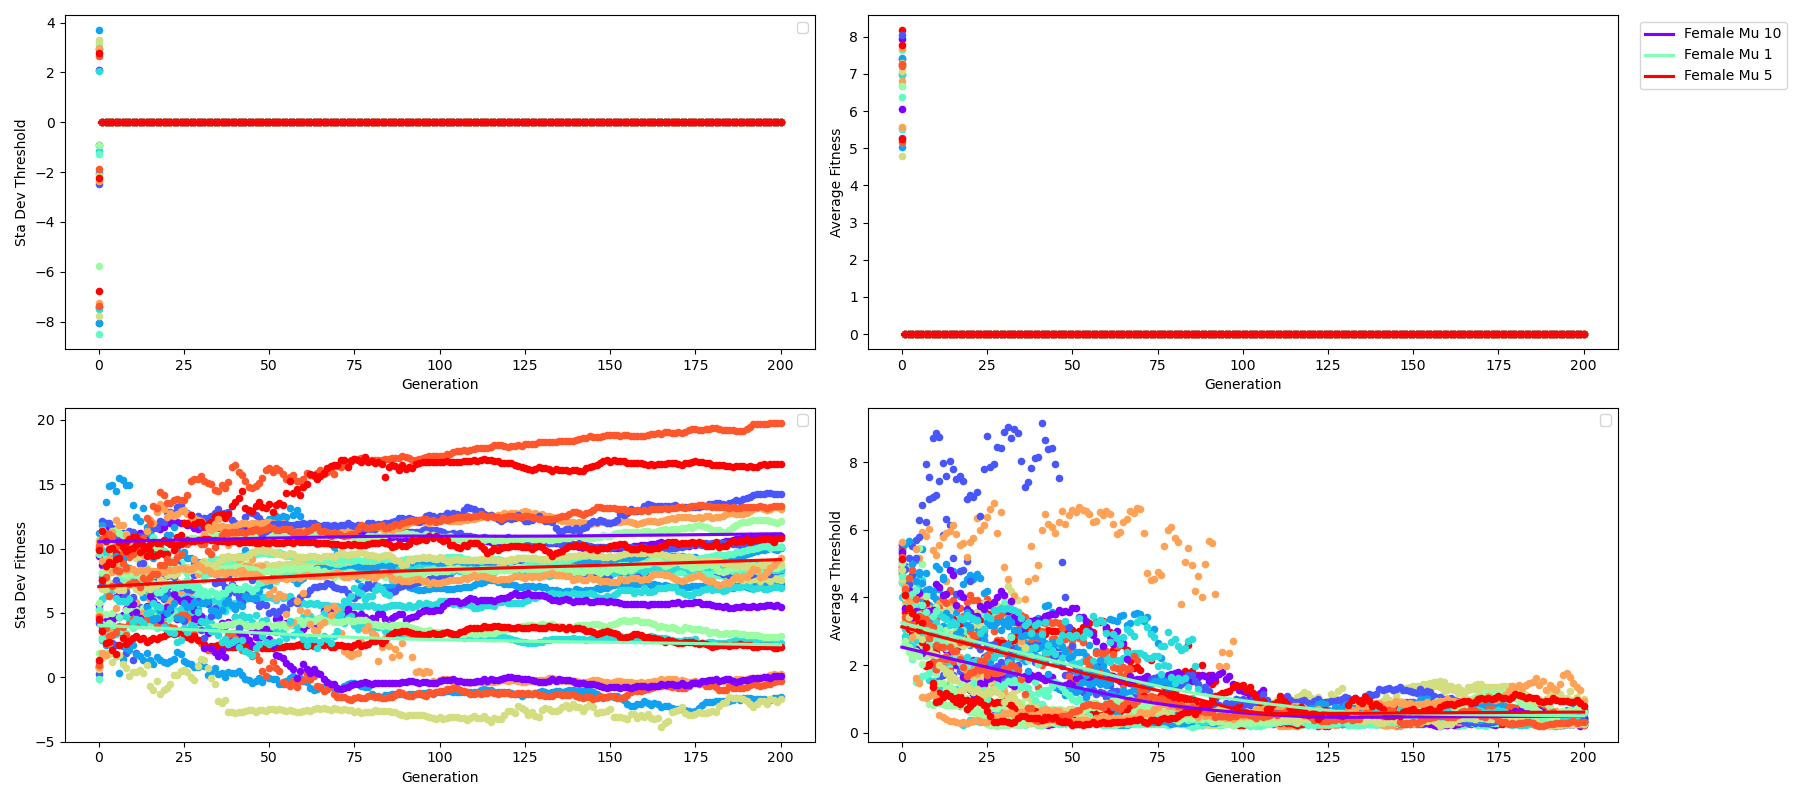 4
2
0
−2
−4
−6
−8
Sta Dev Threshold
0 25 50 75 100 125 150 175 200
Generation
8
7
6
5
4
3
2
1
0
Average Fitness
0 25 50 75 100 125 150 175 200
Generation
Female Mu 10
Female Mu 1
Female Mu 5
20
15
10
5
0
−5
Sta Dev Fitness
0 25 50 75 100 125 150 175 200
Generation
8
6
4
2
0
Average Threshold
0 25 50 75 100 125 150 175 200
Generation